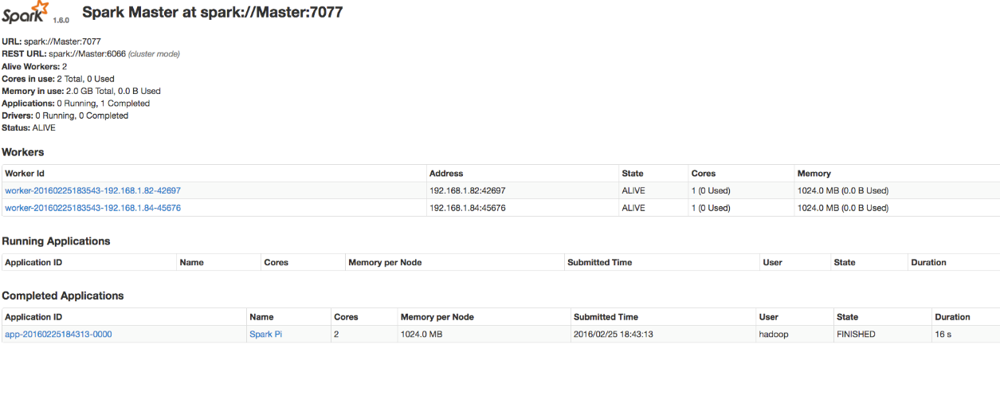 Spark 1.6.0 Spark Master at spark://Master:7077
URL: spark://Master:7077
REST URL: spark://Master:6066 (cluster mode)
Alive Workers: 2
Cores in use: 2 Total, 0 Used
Memory in use: 2.0 GB Total, 0.0 B Used
Applications: 0 Running, 1 Completed
Drivers: 0 Running, 0 Completed
Status: ALIVE
Workers
Worker Id Address State Cores Memory
worker-20160225183543-192.168.1.82-42697 192.168.1.82:42697 ALIVE 1 (0 Used) 1024.0 MB (0.0 B Used)
worker-20160225183543-192.168.1.84-45676 192.168.1.84:45676 ALIVE 1 (0 Used) 1024.0 MB (0.0 B Used)
Running Applications
Application ID Name Cores Memory per Node Submitted Time User State Duration
Completed Applications
Application ID Name Cores Memory per Node Submitted Time User State Duration
app-20160225184313-0000 Spark Pi 2 1024.0 MB 2016/02/25 18:43:13 hadoop FINISHED 16 s